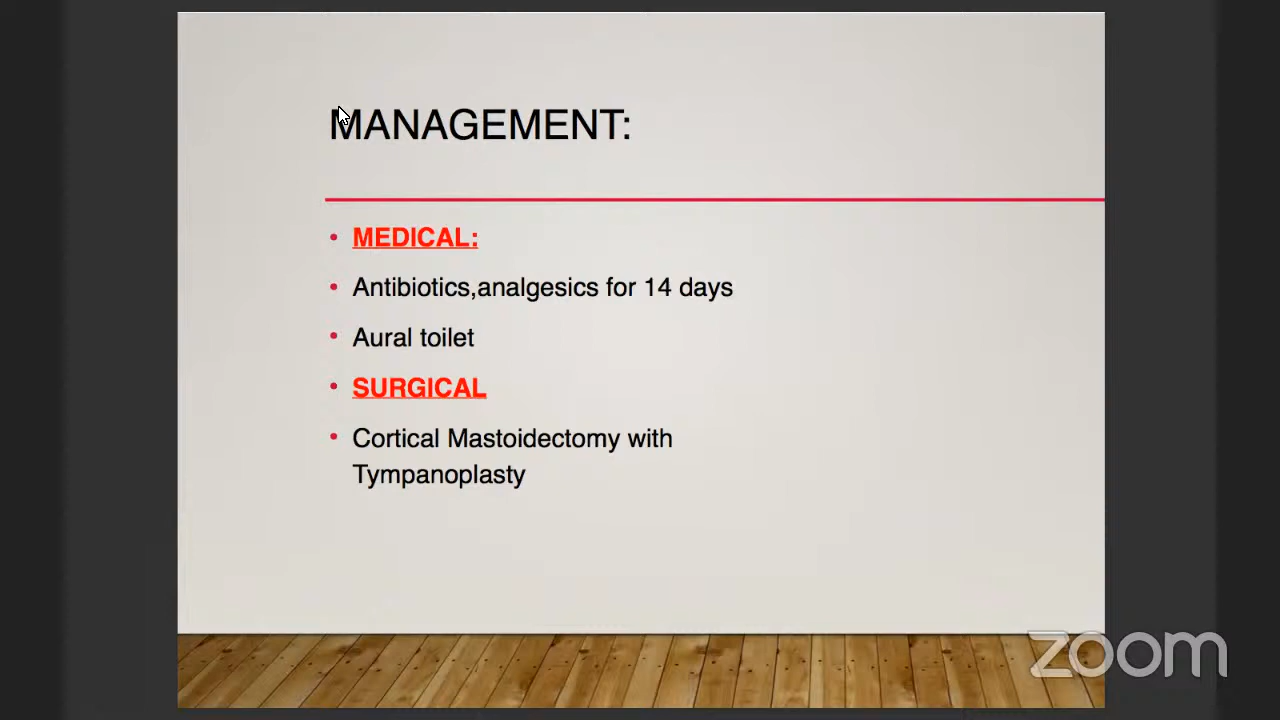 MANAGEMENT:
• MEDICAL:
• Antibiotics,analgesics for 14 days
• Aural toilet
• SURGICAL
• Cortical Mastoidectomy with
Tympanoplasty
zoom